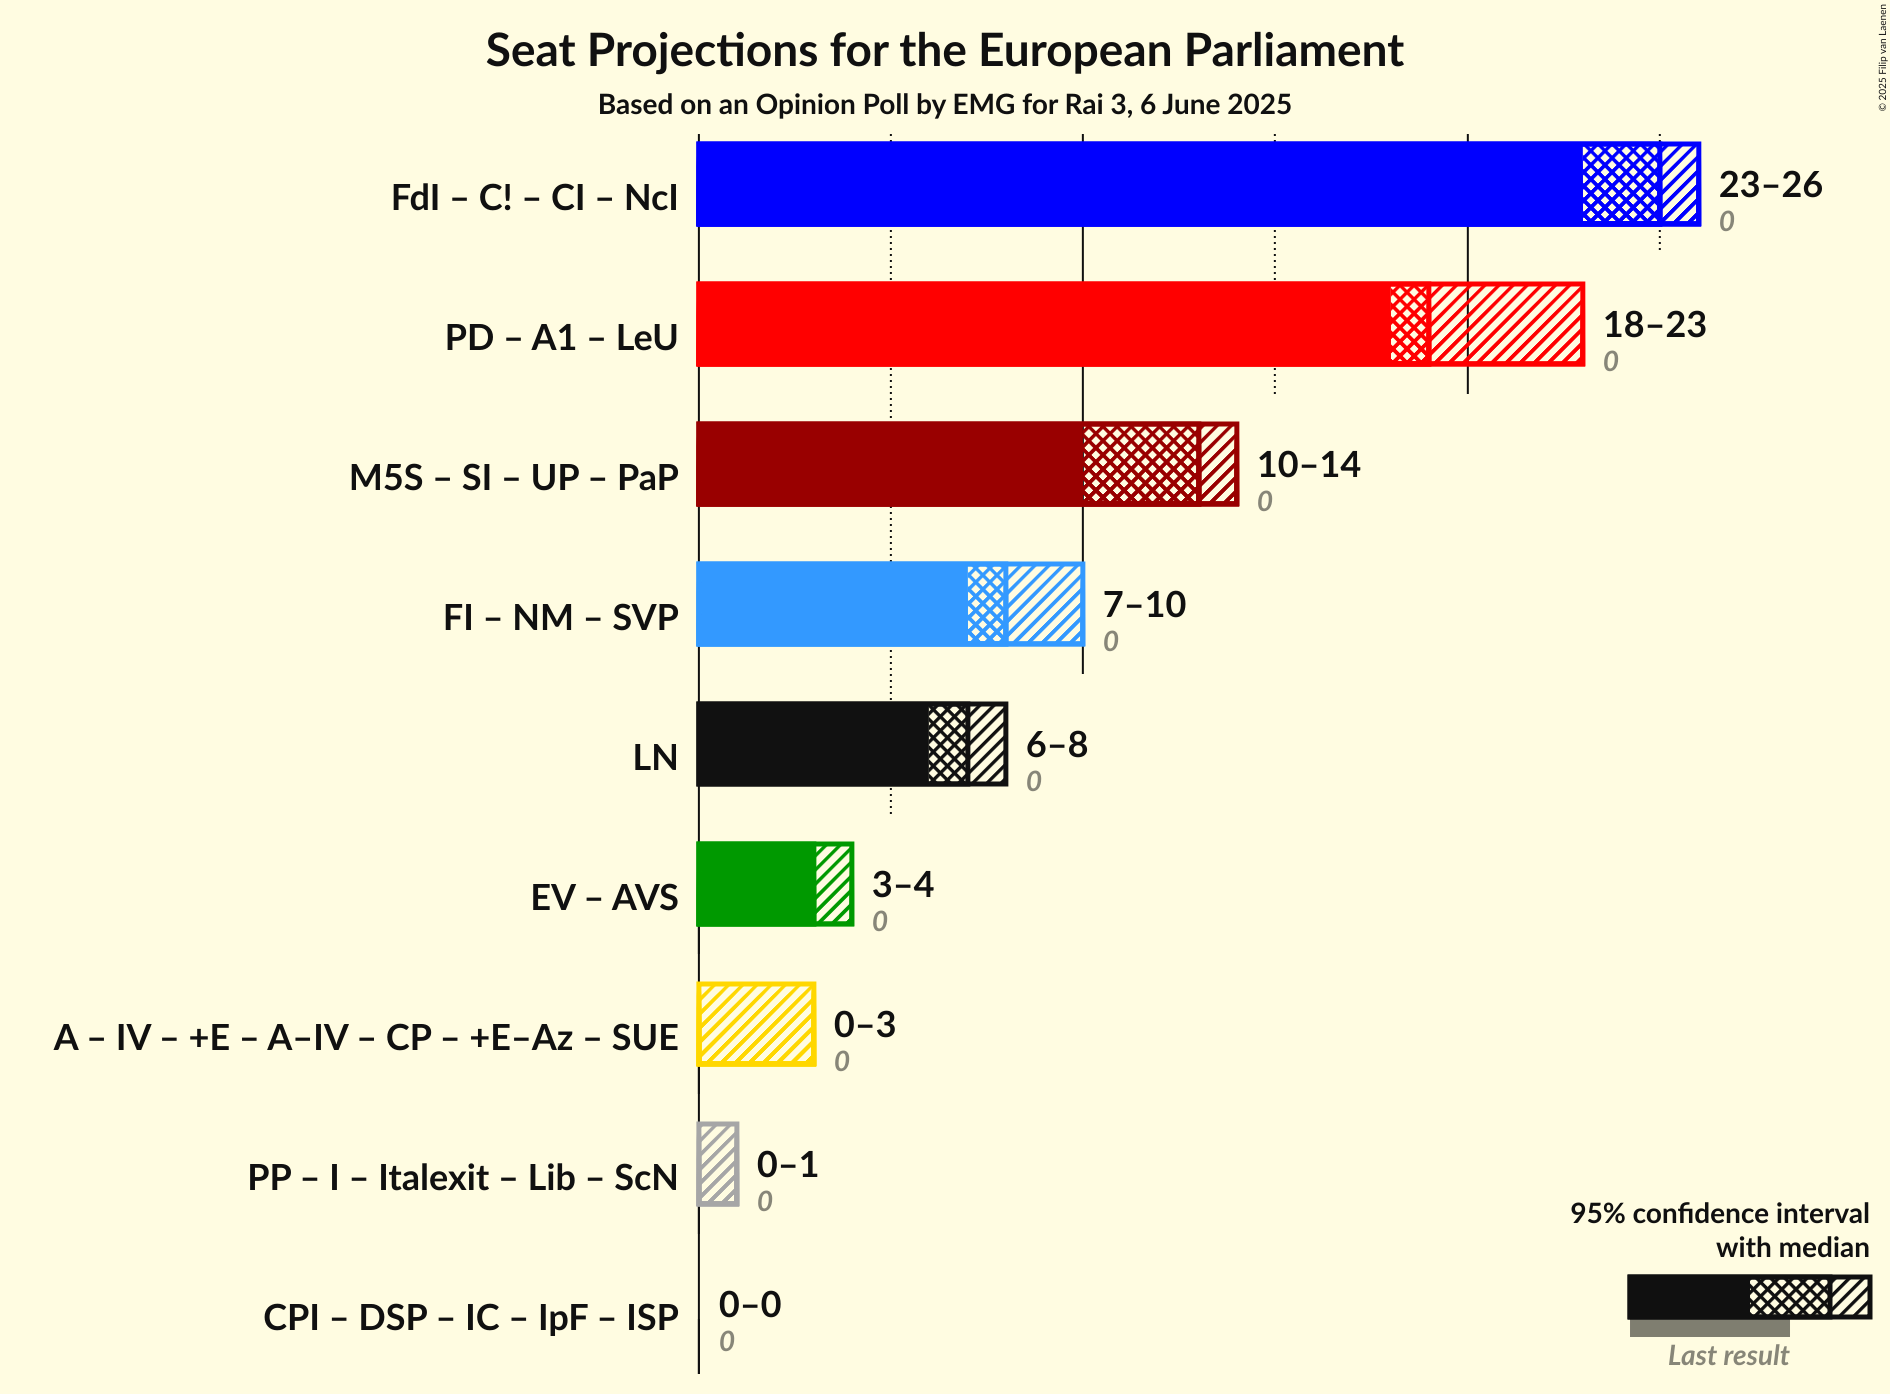 Seat Projections for the European Parliament
Based on an Opinion Poll by EMG for Rai 3, 6 June 2025
© 2025 Filip van Laenen
FdI – C! – CI – NcI
23–26
0
PD – A1 – LeU
18–23
0
M5S – SI – UP – PaP
10–14
0
FI – NM – SVP
7–10
0
LN
6–8
0
EV – AVS
3–4
0
A – IV – +E – A–IV – CP – +E–Az – SUE
0–3
0
PP – I – Italexit – Lib – ScN
0–1
0
CPI – DSP – IC – IpF – ISP
0–0
0
95% confidence interval
with median
Last result